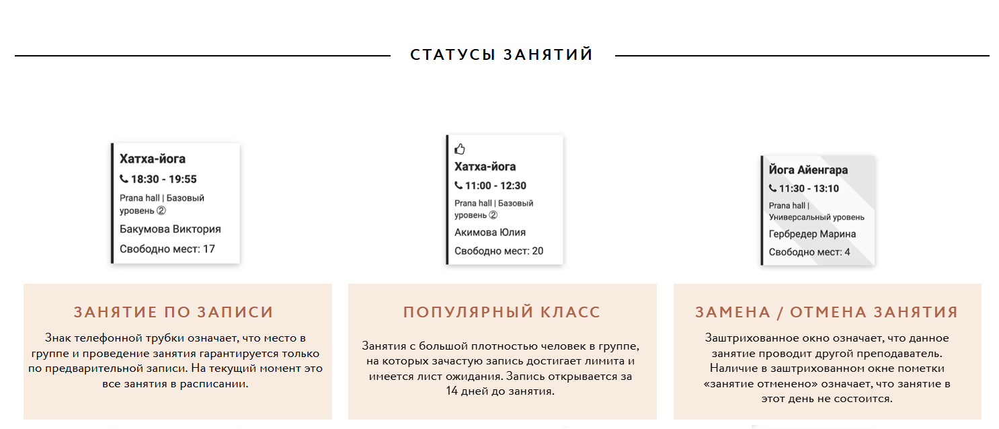 СТАТУСЫ ЗАНЯТИЙ
Хатха-йога
18:30 - 19:55
Prana hall | Базовый
уровень ②
Бакумова Виктория
Свободно мест: 17
Хатха-йога
11:00 - 12:30
Prana hall | Базовый
уровень ②
Акимова Юлия
Свободно мест: 20
Йога Айенгара
11:30 - 13:10
Prana hall |
Универсальный уровень
Гербредер Марина
Свободно мест: 4
ЗАНЯТИЕ ПО ЗАПИСИ
Знак телефонной трубки означает, что место в
группе и проведение занятия гарантируется только
по предварительной записи. На текущий момент это
все занятия в расписании.
ПОПУЛЯРНЫЙ КЛАСС
Занятия с большой плотностью человек в группе,
на которых зачастую запись достигает лимита и
имеется лист ожидания. Запись открывается за
14 дней до занятия.
ЗАМЕНА / ОТМЕНА ЗАНЯТИЯ
Заштрихованное окно означает, что данное
занятие проводит другой преподаватель.
Наличие в заштрихованном окне пометки
«занятие отменено» означает, что занятие в
этот день не состоится.